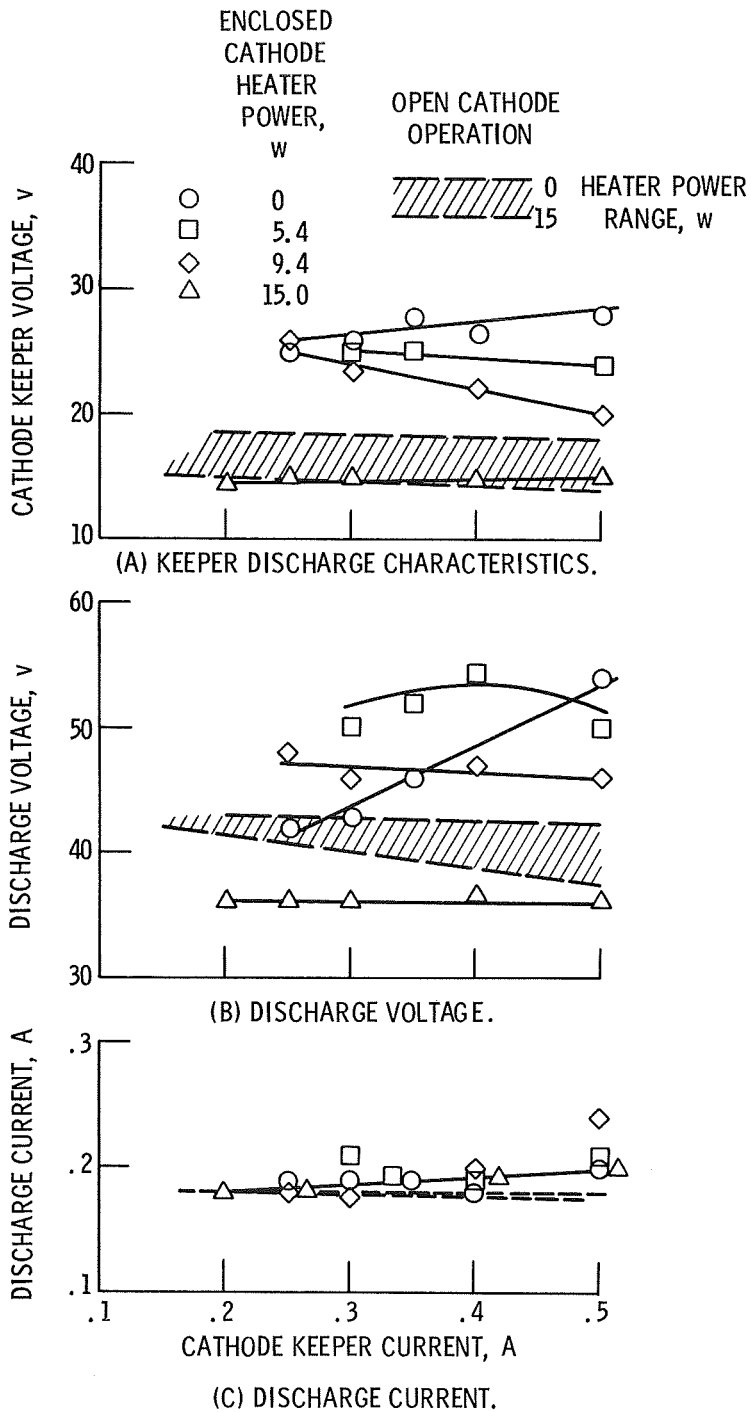 ENCLOSED
CATHODE
HEATER
POWER,
w
OPEN CATHODE
OPERATION
0
5.4
9.4
15.0
0 HEATER POWER
15 RANGE, w
CATHODE KEEPER VOLTAGE, v
40
30
20
10
(A) KEEPER DISCHARGE CHARACTERISTICS.
DISCHARGE VOLTAGE, v
60
50
40
30
(B) DISCHARGE VOLTAGE.
DISCHARGE CURRENT, A
.3
.2
.1
.1 .2 .3 .4 .5
CATHODE KEEPER CURRENT, A
(C) DISCHARGE CURRENT.